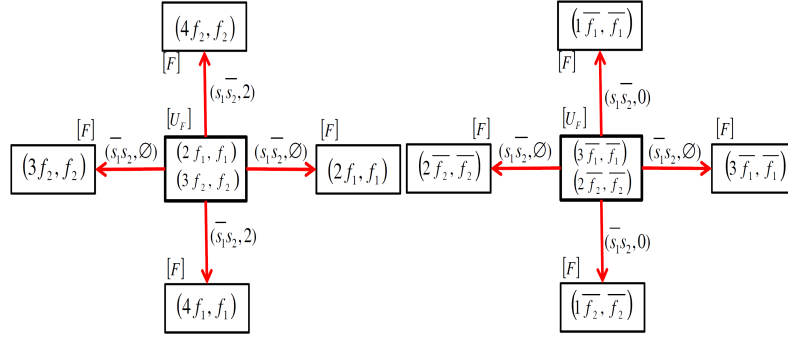 (4f₂, f₂)
[F]
(s₁s̅₂,2)
[U_F]
[F]
(s̅₁s₂,∅)
(3f₂, f₂)
(2f₁, f₁)
(3f₂, f₂)
(s₁s̅₂,∅)
[F]
(2f₁, f₁)
(s̅₁s₂,2)
[F]
(4f₁, f₁)
(1f̅₁, f̅₁)
[F]
(s₁s̅₂,0)
[U_F]
[F]
(s₁s̅₂,∅)
(2f̅₂, f̅₂)
(3f̅₁, f̅₁)
(2f̅₂, f̅₂)
(s̅₁s₂,∅)
[F]
(3f̅₁, f̅₁)
(s̅₁s₂,0)
[F]
(1f̅₂, f̅₂)